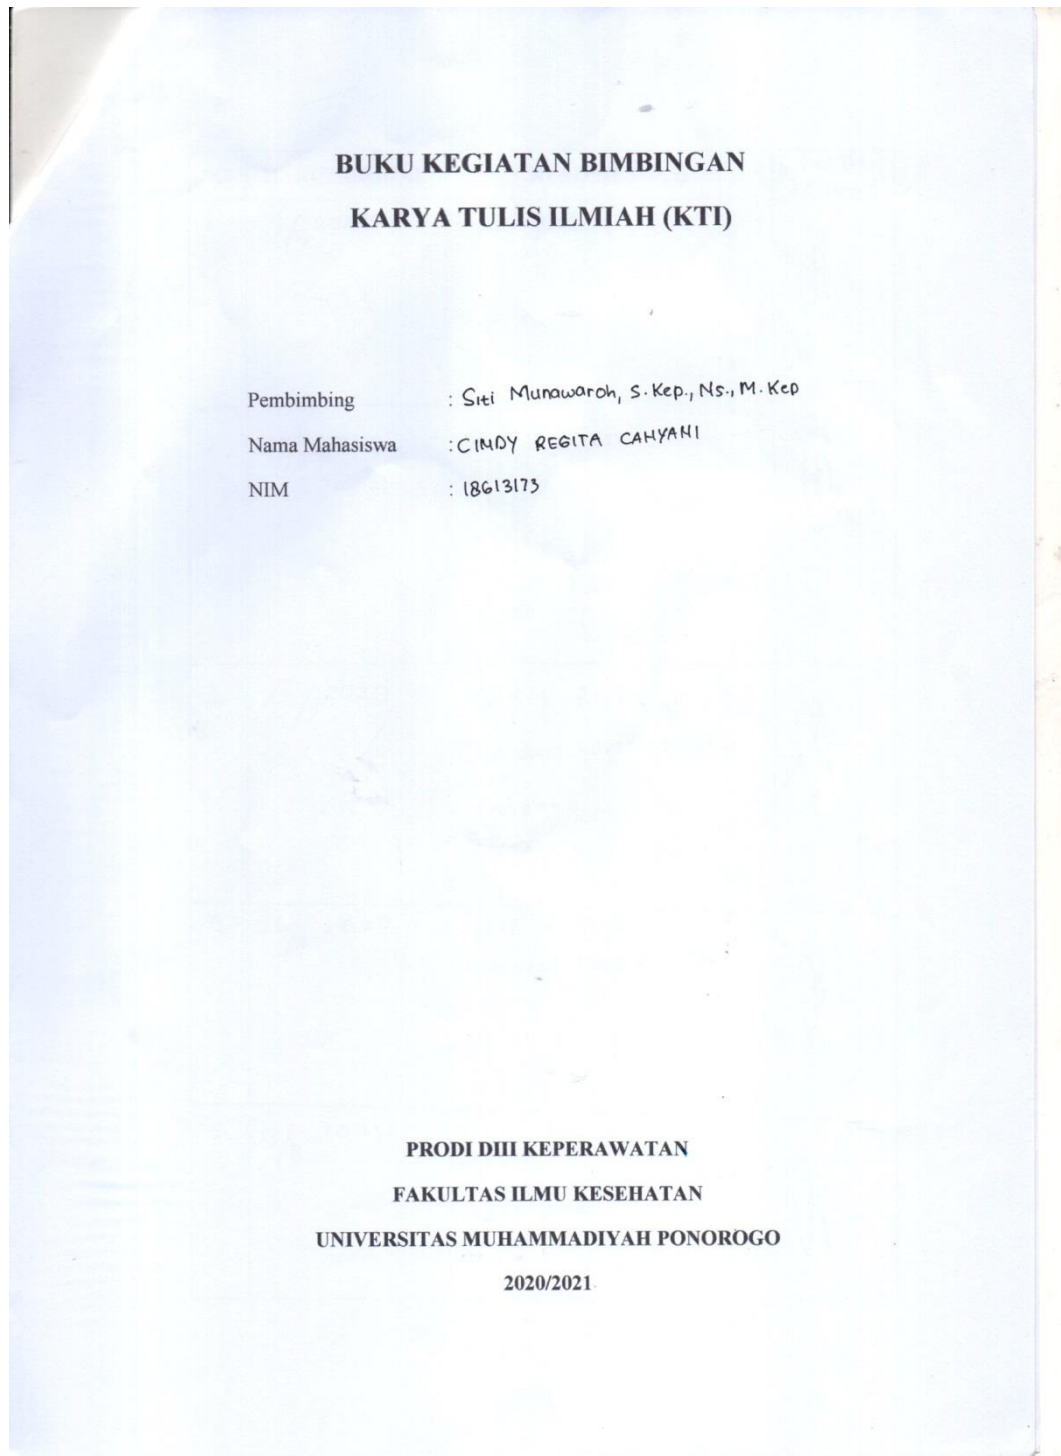 BUKU KEGIATAN BIMBINGAN
KARYA TULIS ILMIAH (KTI)
Pembimbing : Siti Munawaroh, S.Kep., Ns., M.Kep
Nama Mahasiswa : CINDY REGITA CAHYANI
NIM : 18613173
PRODI DIII KEPERAWATAN
FAKULTAS ILMU KESEHATAN
UNIVERSITAS MUHAMMADIYAH PONOROGO
2020/2021